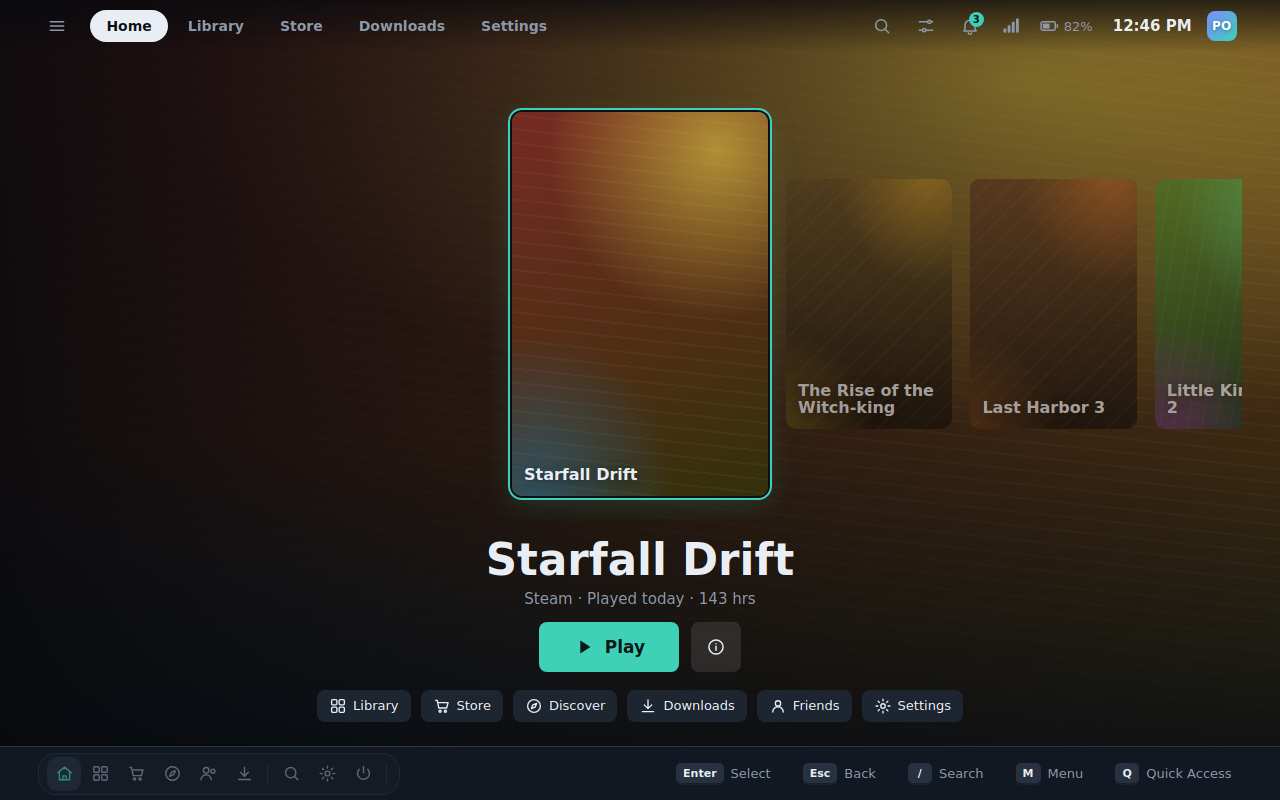 Home Library Store Downloads Settings 3 82% 12:46 PM PO
Starfall Drift
The Rise of the
Witch-king
Last Harbor 3
Little Kin
2
Starfall Drift
Steam · Played today · 143 hrs
Play
Library Store Discover Downloads Friends Settings
Enter Select Esc Back / Search M Menu Q Quick Access